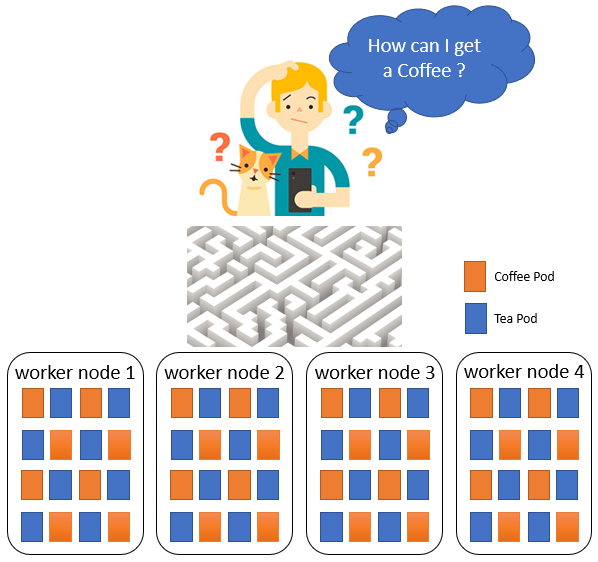 How can I get
a Coffee ?
?
?
?
Coffee Pod
Tea Pod
worker node 1
worker node 2
worker node 3
worker node 4